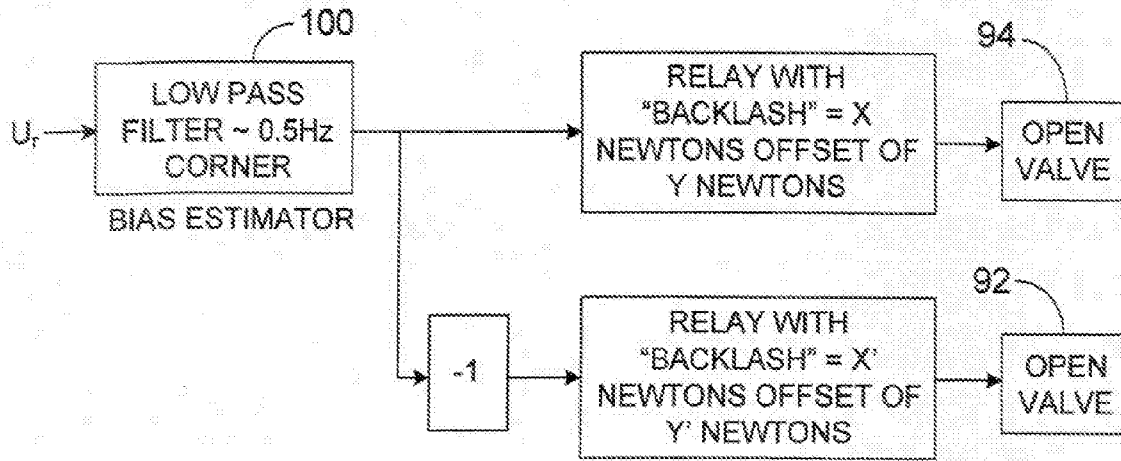 100
94
LOW PASS
FILTER ~ 0.5Hz
CORNER
Ur
BIAS ESTIMATOR
RELAY WITH
"BACKLASH" = X
NEWTONS OFFSET OF
Y NEWTONS
OPEN
VALVE
92
-1
RELAY WITH
"BACKLASH" = X'
NEWTONS OFFSET OF
Y' NEWTONS
OPEN
VALVE